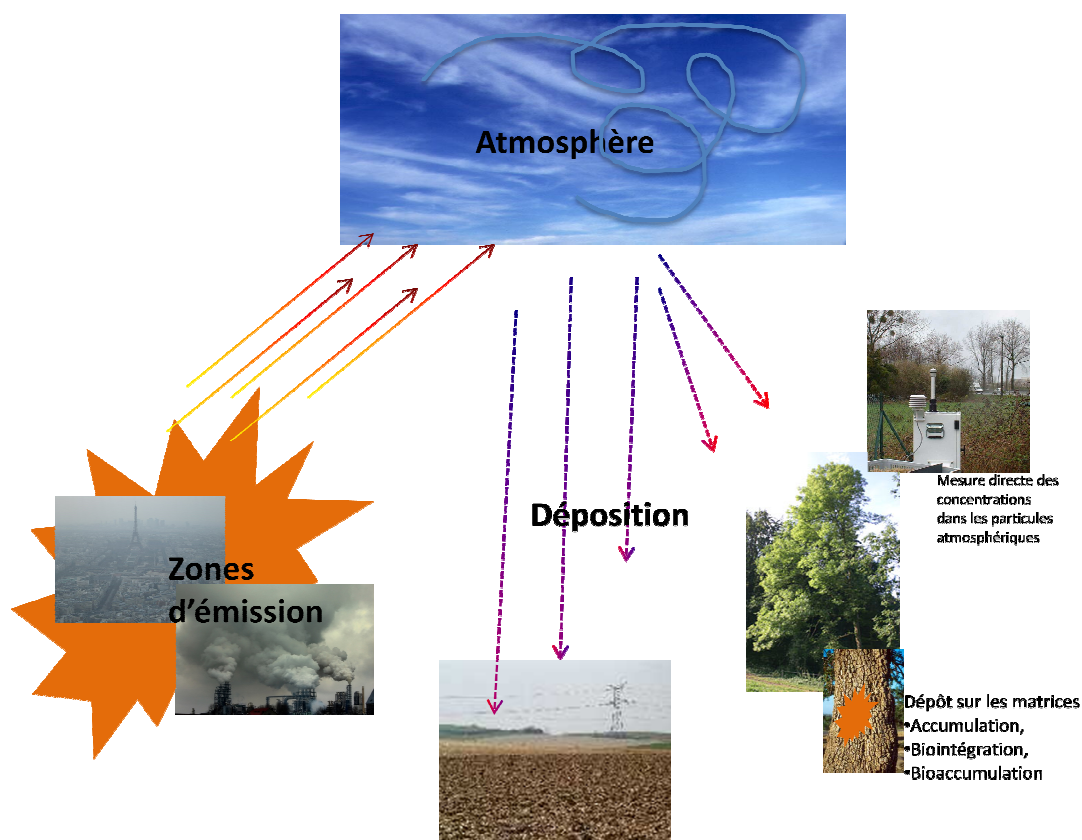 Atmosphère
Déposition
Zones
d'émission
Mesure directe des
concentrations
dans les particules
atmosphériques
Dépôt sur les matrices
•Accumulation,
•Biointégration,
•Bioaccumulation